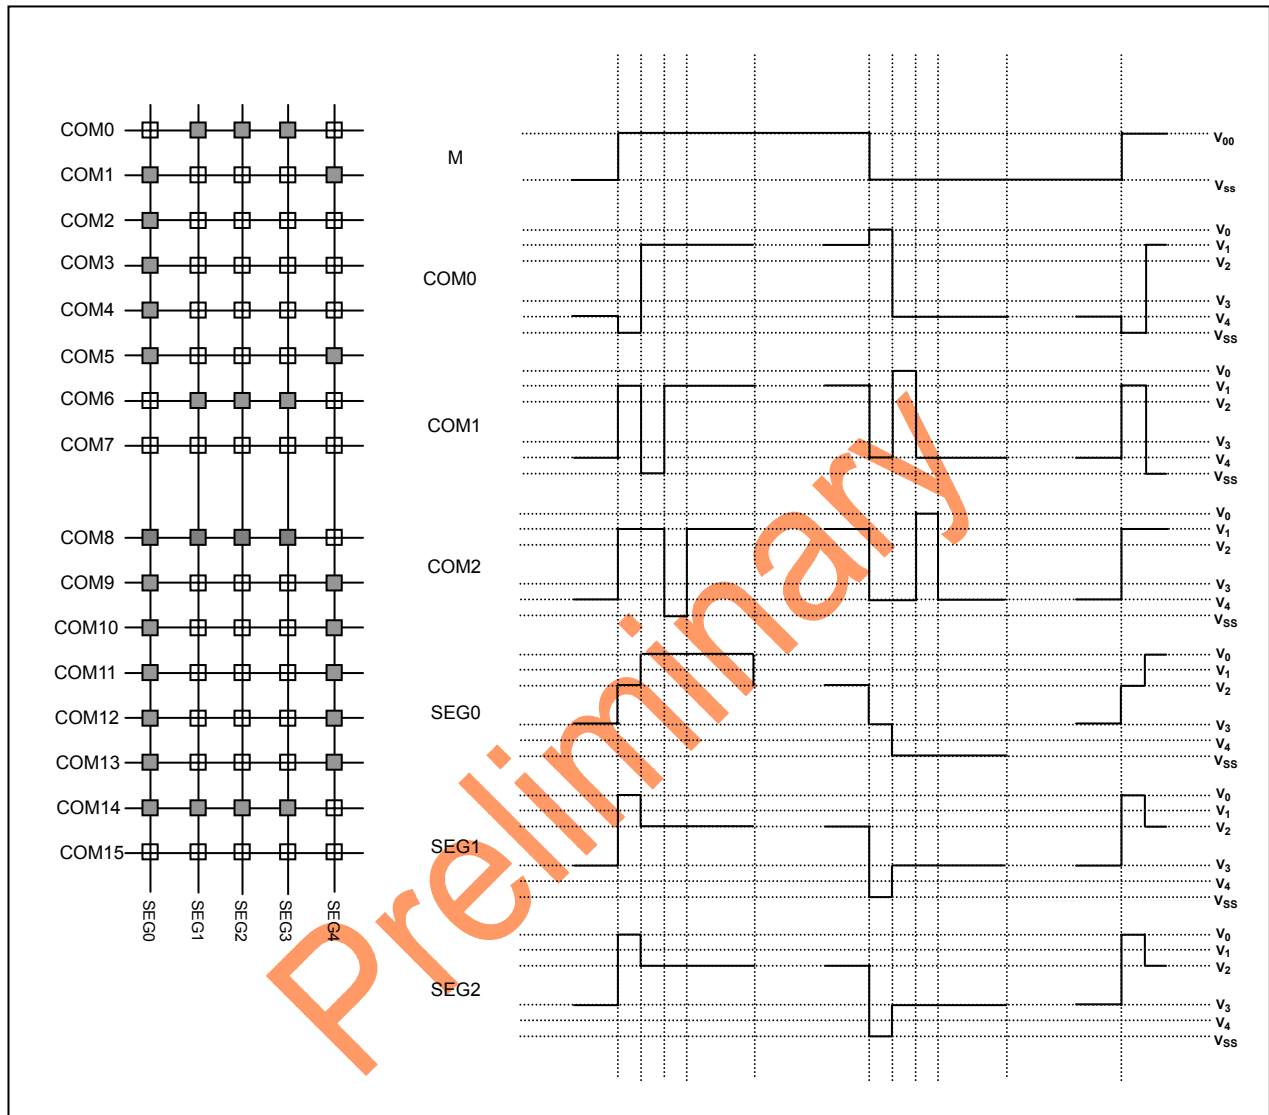 COM0
COM1
COM2
COM3
COM4
COM5
COM6
COM7
COM8
COM9
COM10
COM11
COM12
COM13
COM14
COM15
SEG0
SEG1
SEG2
SEG3
SEG4
M
V00
VSS
COM0
V0
V1
V2
V3
V4
VSS
COM1
V0
V1
V2
V3
V4
VSS
COM2
V0
V1
V2
V3
V4
VSS
SEG0
V0
V1
V2
V3
V4
VSS
SEG1
V0
V1
V2
V3
V4
VSS
SEG2
V0
V1
V2
V3
V4
VSS
Preliminary